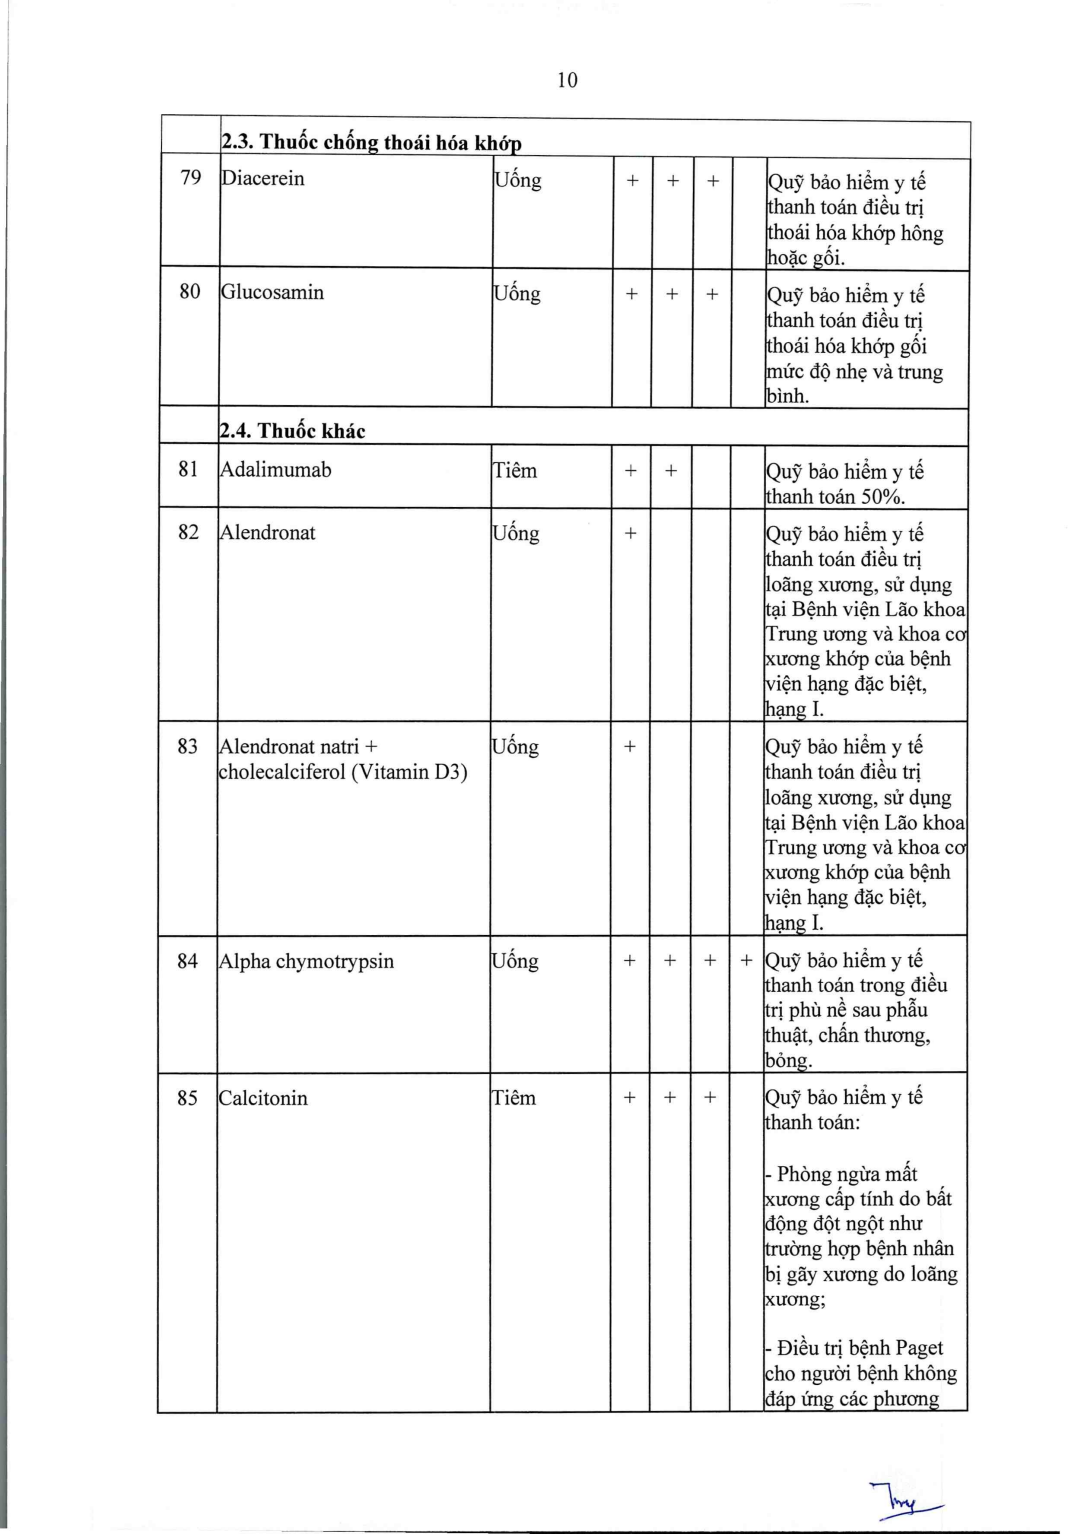 10
2.3. Thuốc chống thoái hóa khớp
79 Diacerein Uống + + + Quỹ bảo hiểm y tế
thanh toán điều trị
thoái hóa khớp hông
hoặc gối.
80 Glucosamin Uống + + + Quỹ bảo hiểm y tế
thanh toán điều trị
thoái hóa khớp gối
mức độ nhẹ và trung
bình.
2.4. Thuốc khác
81 Adalimumab Tiêm + + Quỹ bảo hiểm y tế
thanh toán 50%.
82 Alendronat Uống + Quỹ bảo hiểm y tế
thanh toán điều trị
loãng xương, sử dụng
tại Bệnh viện Lão khoa
Trung ương và khoa cơ
xương khớp của bệnh
viện hạng đặc biệt,
hạng I.
83 Alendronat natri + Uống + Quỹ bảo hiểm y tế
cholecalciferol (Vitamin D3) thanh toán điều trị
loãng xương, sử dụng
tại Bệnh viện Lão khoa
Trung ương và khoa cơ
xương khớp của bệnh
viện hạng đặc biệt,
hạng I.
84 Alpha chymotrypsin Uống + + + + Quỹ bảo hiểm y tế
thanh toán trong điều
trị phù nề sau phẫu
thuật, chấn thương,
bỏng.
85 Calcitonin Tiêm + + + Quỹ bảo hiểm y tế
thanh toán:
- Phòng ngừa mất
xương cấp tính do bất
động đột ngột như
trường hợp bệnh nhân
bị gãy xương do loãng
xương;
- Điều trị bệnh Paget
cho người bệnh không
đáp ứng các phương